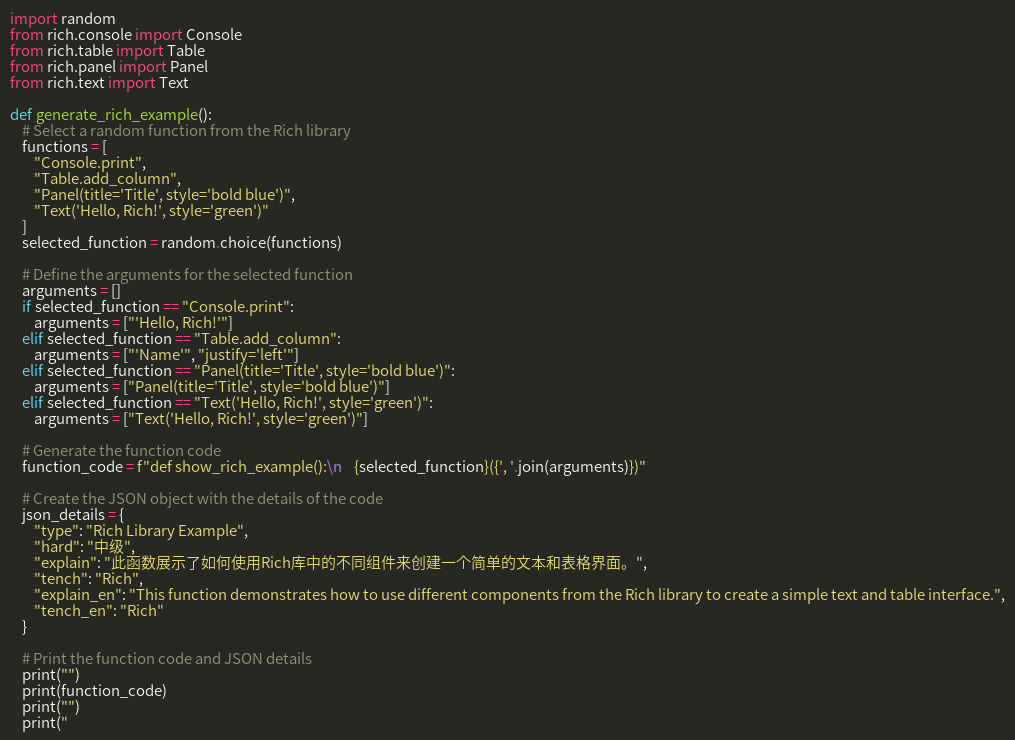 import random
from rich.console import Console
from rich.table import Table
from rich.panel import Panel
from rich.text import Text

def generate_rich_example():
    # Select a random function from the Rich library
    functions = [
        "Console.print",
        "Table.add_column",
        "Panel(title='Title', style='bold blue')",
        "Text('Hello, Rich!', style='green')"
    ]
    selected_function = random.choice(functions)

    # Define the arguments for the selected function
    arguments = []
    if selected_function == "Console.print":
        arguments = ["'Hello, Rich!'"]
    elif selected_function == "Table.add_column":
        arguments = ["'Name'", "justify='left'"]
    elif selected_function == "Panel(title='Title', style='bold blue')":
        arguments = ["Panel(title='Title', style='bold blue')"]
    elif selected_function == "Text('Hello, Rich!', style='green')":
        arguments = ["Text('Hello, Rich!', style='green')"]

    # Generate the function code
    function_code = f"def show_rich_example():\n    {selected_function}({', '.join(arguments)})"

    # Create the JSON object with the details of the code
    json_details = {
        "type": "Rich Library Example",
        "hard": "中级",
        "explain": "此函数展示了如何使用Rich库中的不同组件来创建一个简单的文本和表格界面。",
        "tench": "Rich",
        "explain_en": "This function demonstrates how to use different components from the Rich library to create a simple text and table interface.",
        "tench_en": "Rich"
    }

    # Print the function code and JSON details
    print("")
    print(function_code)
    print("")
    print("